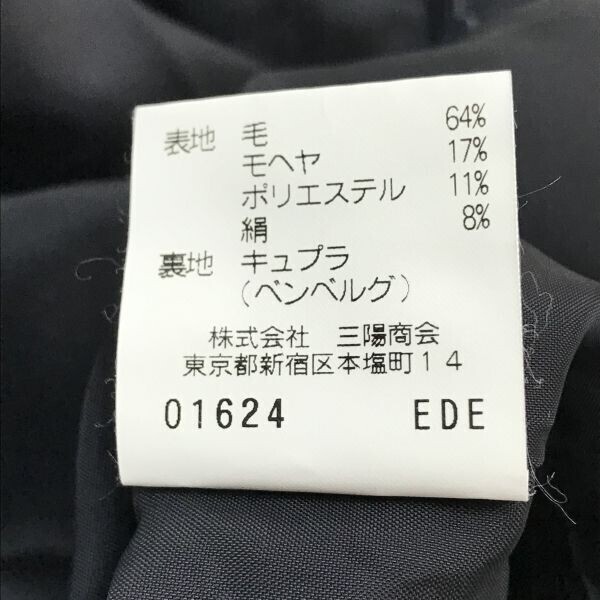 表地 毛 64%
モヘヤ 17%
ポリエステル 11%
絹 8%
裏地 キュプラ
(ベンベルグ)
株式会社 三陽商会
東京都新宿区本塩町14
01624 EDE